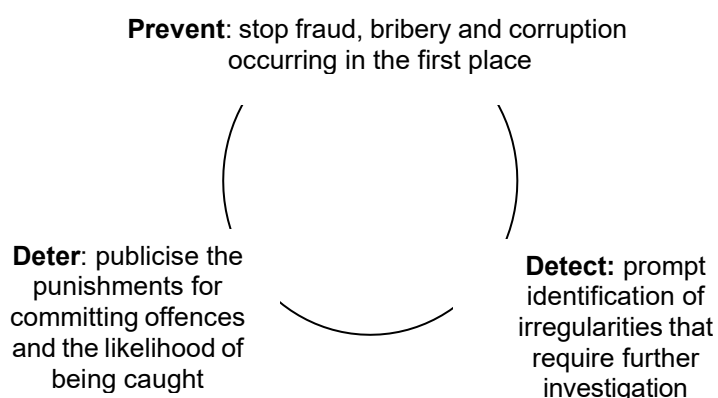 Prevent: stop fraud, bribery and corruption
occurring in the first place
Deter: publicise the
punishments for
committing offences
and the likelihood of
being caught
Detect: prompt
identification of
irregularities that
require further
investigation